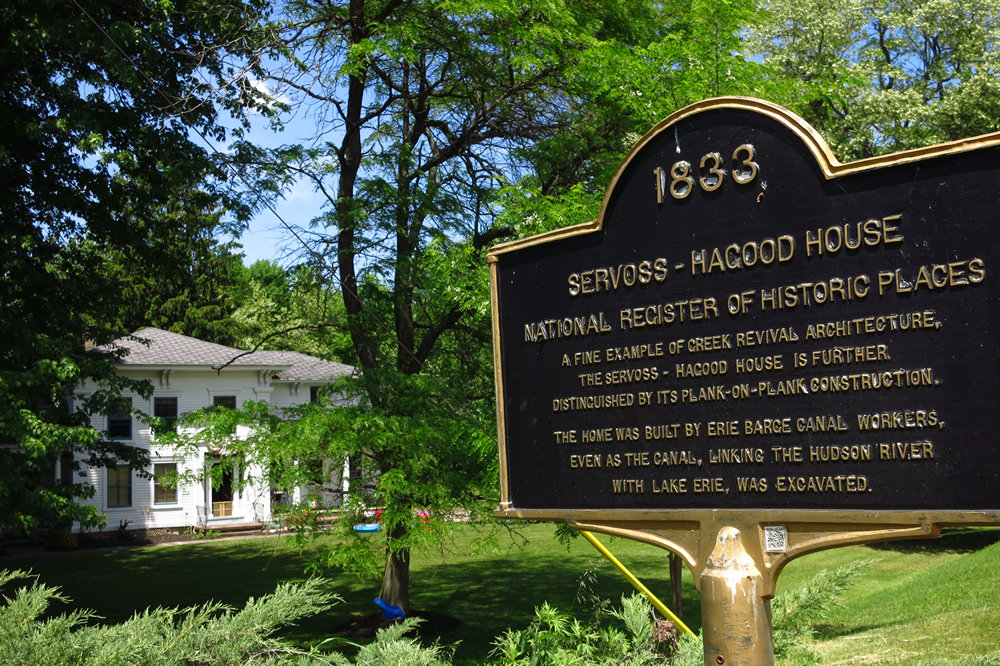 1833
SERVOSS - HAGOOD HOUSE
NATIONAL REGISTER OF HISTORIC PLACES
A FINE EXAMPLE OF GREEK REVIVAL ARCHITECTURE,
THE SERVOSS - HAGOOD HOUSE IS FURTHER
DISTINGUISHED BY ITS PLANK-ON-PLANK CONSTRUCTION.
THE HOME WAS BUILT BY ERIE BARGE CANAL WORKERS,
EVEN AS THE CANAL, LINKING THE HUDSON RIVER
WITH LAKE ERIE, WAS EXCAVATED.